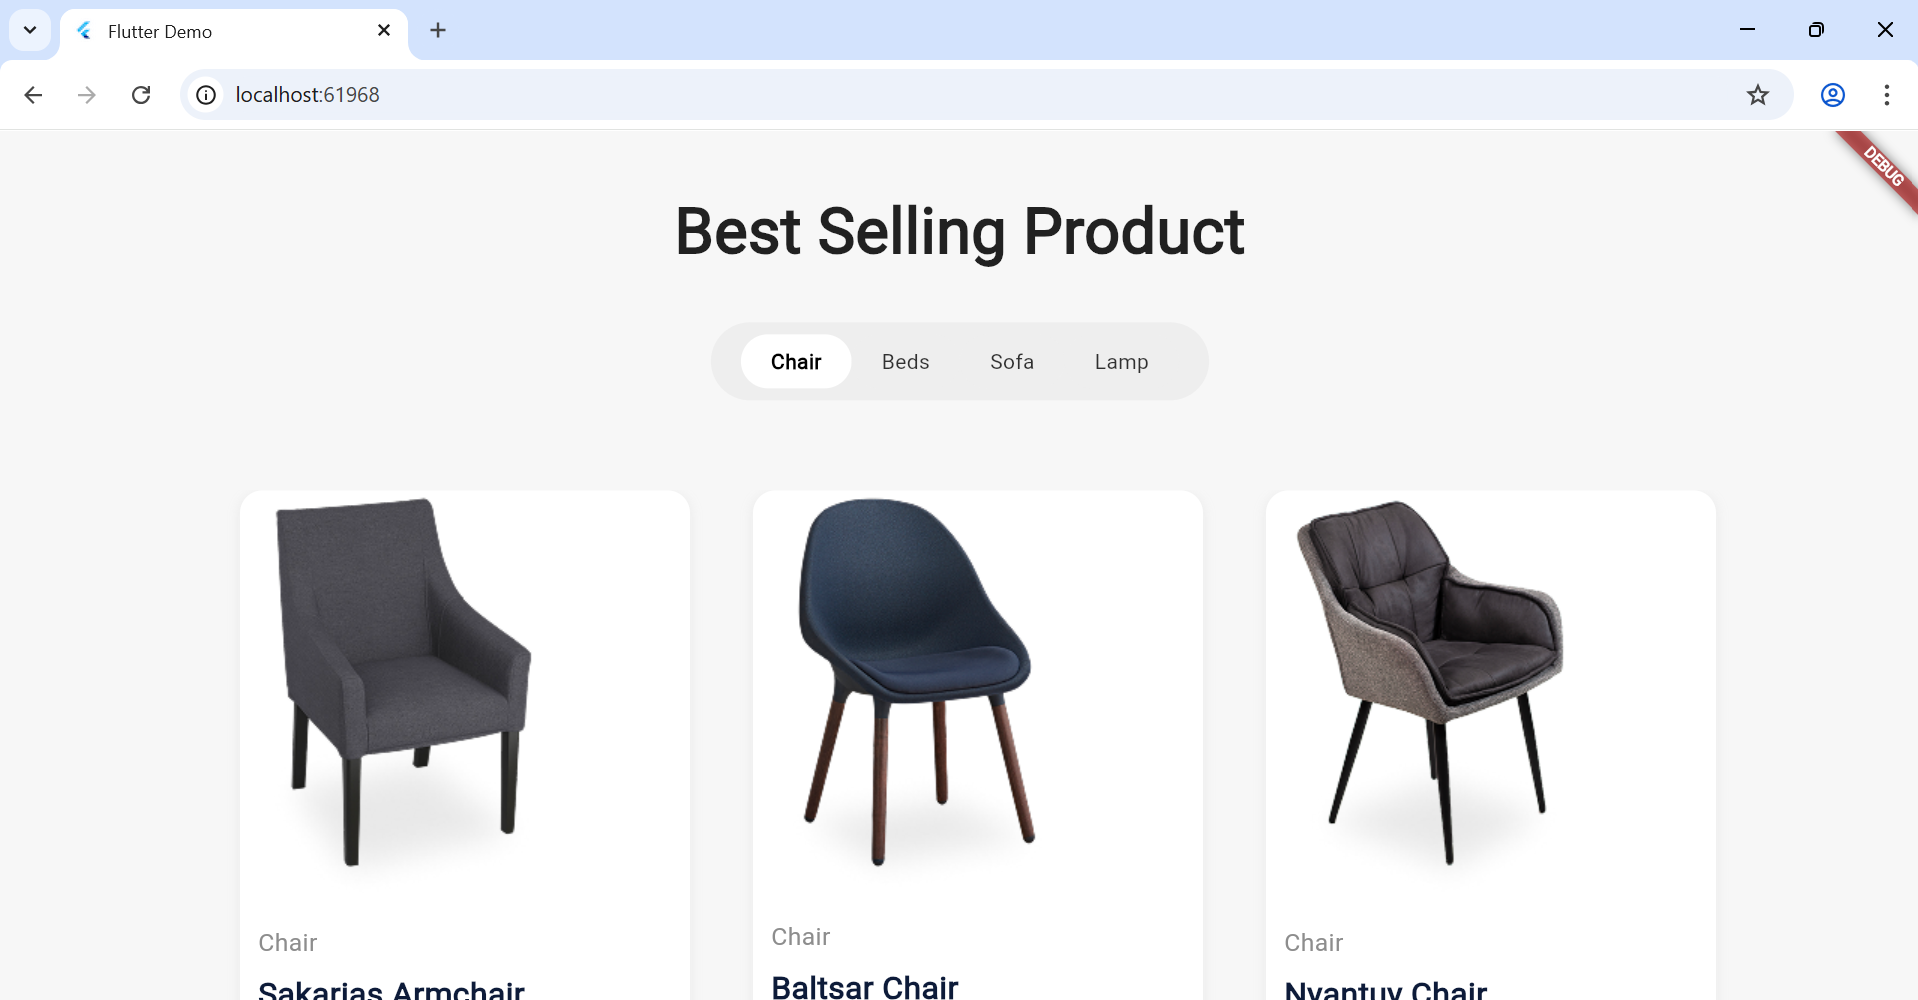 Flutter Demo
localhost:61968
DEBUG
Best Selling Product
Chair Beds Sofa Lamp
Chair Chair Chair
Sakarias Armchair Baltsar Chair Nyantuy Chair